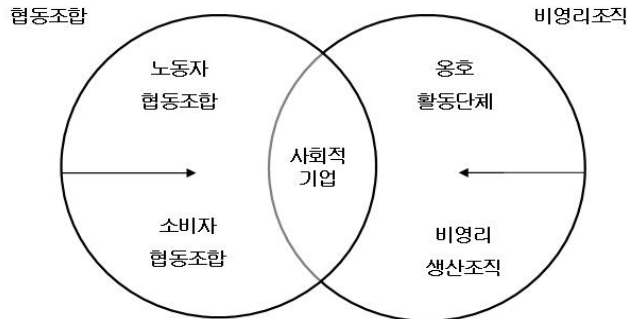 협동조합
비영리조직
노동자
협동조합
옹호
활동단체
사회적
기업
소비자
협동조합
비영리
생산조직